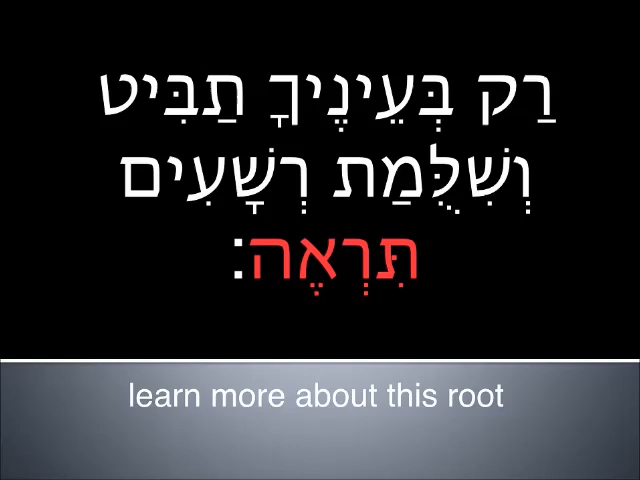 רַק בְּעֵינֶיךָ תַבִּיט
וְשִׁלֻּמַת רְשָׁעִים
תִּרְאֶה:
learn more about this root